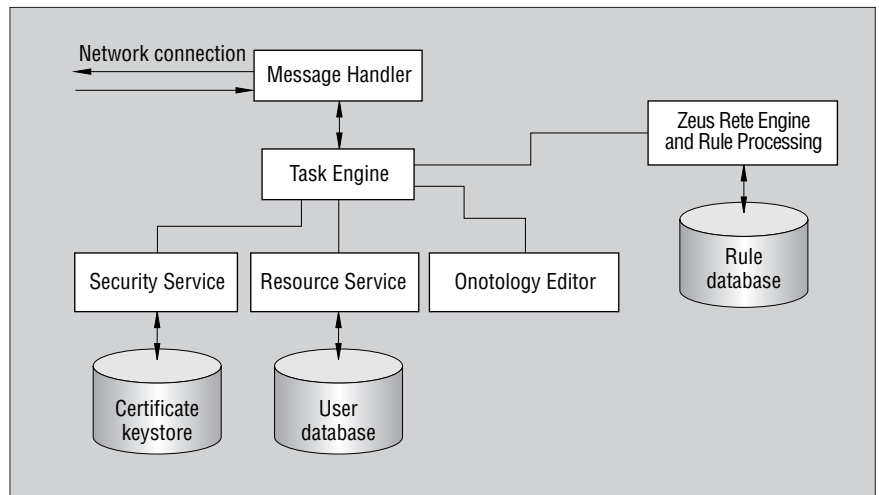 Network connection
Message Handler
Zeus Rete Engine
and Rule Processing
Task Engine
Security Service
Resource Service
Onotology Editor
Rule
database
Certificate
keystore
User
database